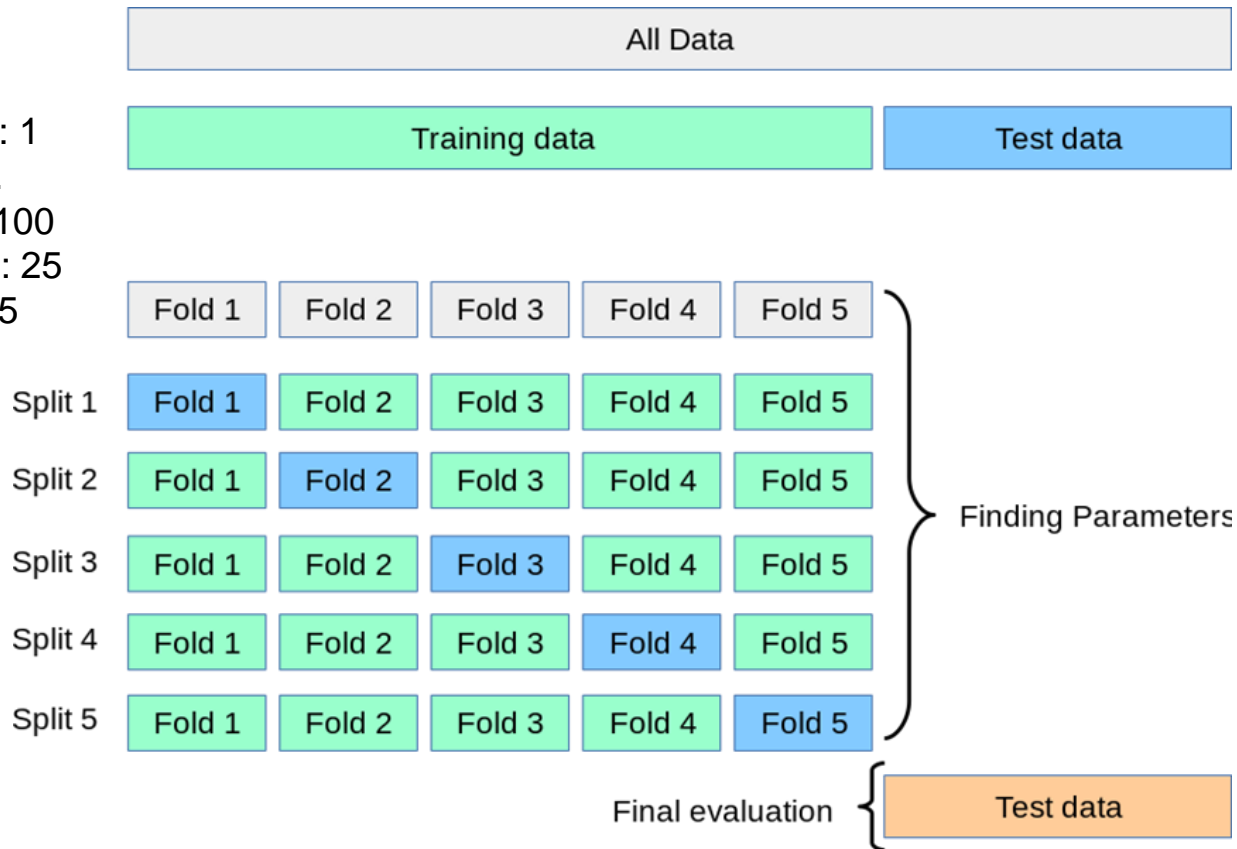 All Data
Training data Test data
: 1
100
: 25
5
Fold 1 Fold 2 Fold 3 Fold 4 Fold 5
Split 1 Fold 1 Fold 2 Fold 3 Fold 4 Fold 5
Split 2 Fold 1 Fold 2 Fold 3 Fold 4 Fold 5
Finding Parameters
Split 3 Fold 1 Fold 2 Fold 3 Fold 4 Fold 5
Split 4 Fold 1 Fold 2 Fold 3 Fold 4 Fold 5
Split 5 Fold 1 Fold 2 Fold 3 Fold 4 Fold 5
Final evaluation Test data